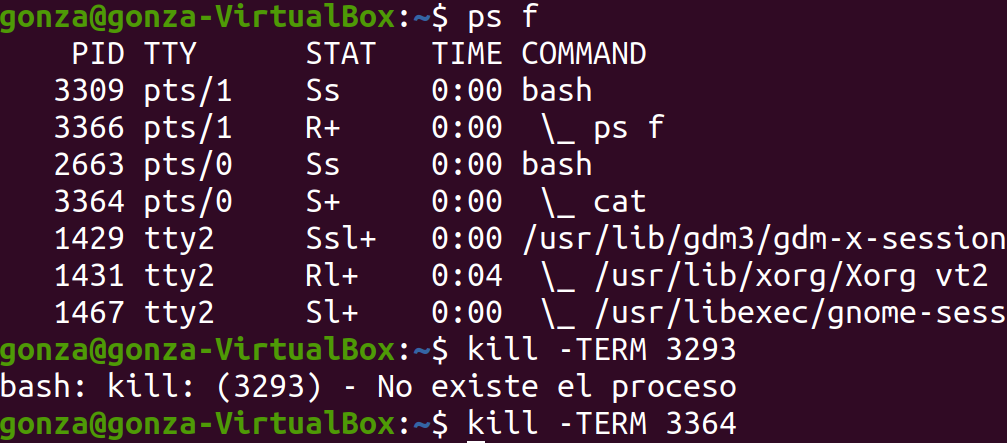 gonza@gonza-VirtualBox:~$ ps f
PID TTY STAT TIME COMMAND
3309 pts/1 Ss 0:00 bash
3366 pts/1 R+ 0:00 \_ ps f
2663 pts/0 Ss 0:00 bash
3364 pts/0 S+ 0:00 \_ cat
1429 tty2 Ssl+ 0:00 /usr/lib/gdm3/gdm-x-session
1431 tty2 Rl+ 0:04 \_ /usr/lib/xorg/Xorg vt2
1467 tty2 Sl+ 0:00 \_ /usr/libexec/gnome-sess
gonza@gonza-VirtualBox:~$ kill -TERM 3293
bash: kill: (3293) - No existe el proceso
gonza@gonza-VirtualBox:~$ kill -TERM 3364